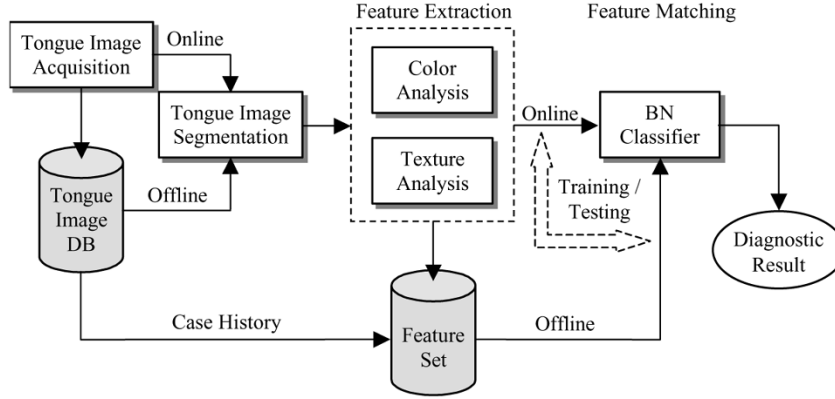 Feature Extraction
Feature Matching
Tongue Image
Acquisition
Online
Color
Analysis
Tongue Image
Segmentation
Online
BN
Classifier
Texture
Analysis
Tongue
Image
DB
Offline
Training /
Testing
Diagnostic
Result
Case History
Feature
Set
Offline